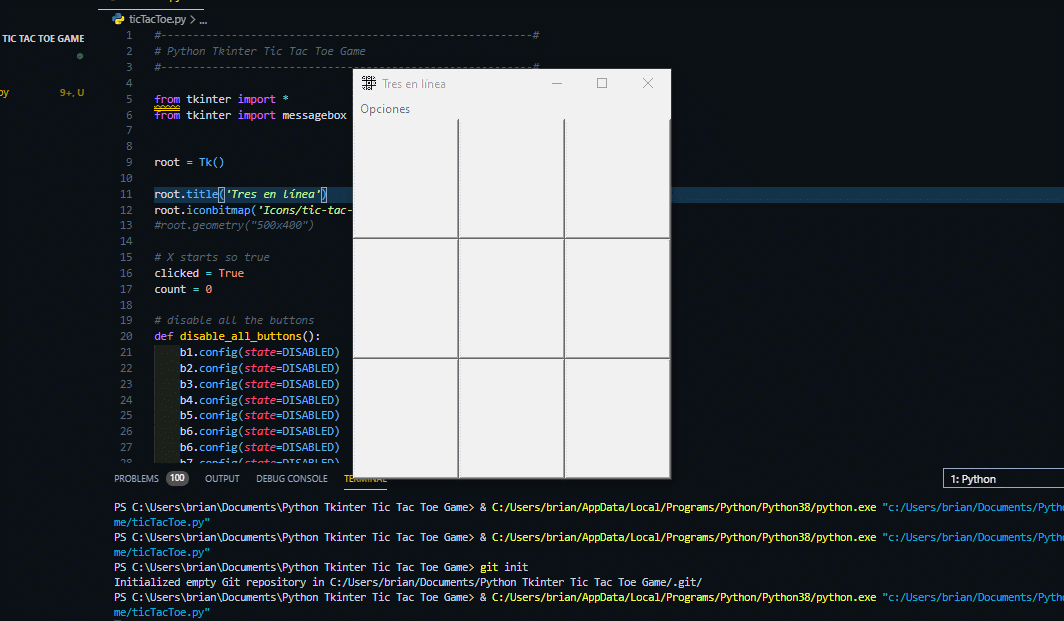 ticTacToe.py > ...
TIC TAC TOE GAME
py 9+, U
1 #----------------------------------------------------------#
2 # Python Tkinter Tic Tac Toe Game
3 #----------------------------------------------------------#
4
5 from tkinter import *
6 from tkinter import messagebox
7
8
9 root = Tk()
10
11 root.title('Tres en línea')
12 root.iconbitmap('Icons/tic-tac-
13 #root.geometry("500x400")
14
15 # X starts so true
16 clicked = True
17 count = 0
18
19 # disable all the buttons
20 def disable_all_buttons():
21 b1.config(state=DISABLED)
22 b2.config(state=DISABLED)
23 b3.config(state=DISABLED)
24 b4.config(state=DISABLED)
25 b5.config(state=DISABLED)
26 b6.config(state=DISABLED)
27 b6.config(state=DISABLED)
28 b7.config(state=DISABLED)
Tres en línea
Opciones
PROBLEMS 100 OUTPUT DEBUG CONSOLE TERMINAL
1: Python
PS C:\Users\brian\Documents\Python Tkinter Tic Tac Toe Game> & C:/Users/brian/AppData/Local/Programs/Python/Python38/python.exe "c:/Users/brian/Documents/Pytho
me/ticTacToe.py"
PS C:\Users\brian\Documents\Python Tkinter Tic Tac Toe Game> & C:/Users/brian/AppData/Local/Programs/Python/Python38/python.exe "c:/Users/brian/Documents/Pytho
me/ticTacToe.py"
PS C:\Users\brian\Documents\Python Tkinter Tic Tac Toe Game> git init
Initialized empty Git repository in C:/Users/brian/Documents/Python Tkinter Tic Tac Toe Game/.git/
PS C:\Users\brian\Documents\Python Tkinter Tic Tac Toe Game> & C:/Users/brian/AppData/Local/Programs/Python/Python38/python.exe "c:/Users/brian/Documents/Pytho
me/ticTacToe.py"